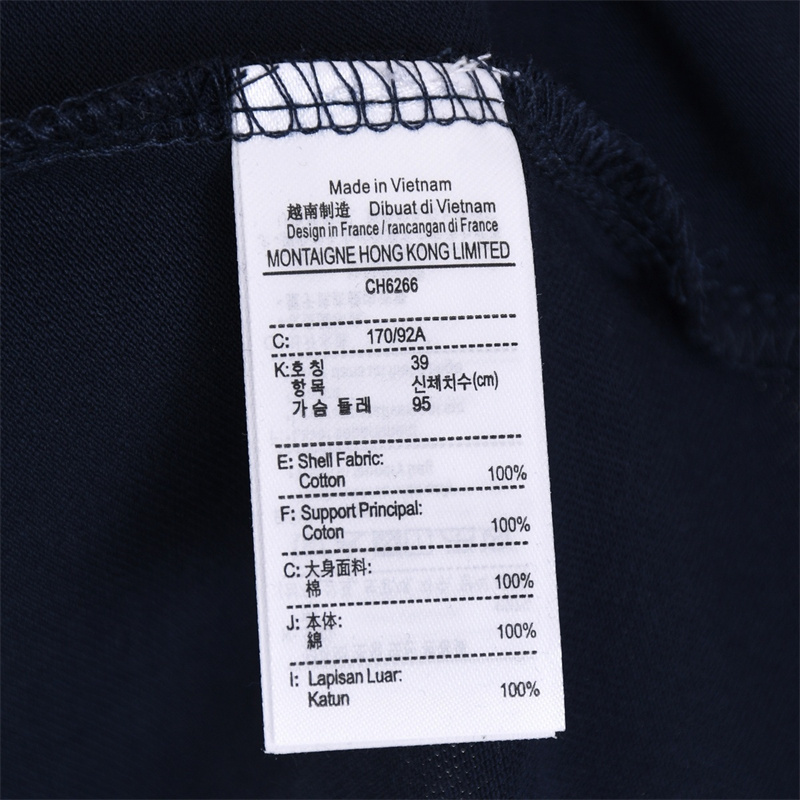 Made in Vietnam
越南制造 Dibuat di Vietnam
Design in France / rancangan di France
MONTAIGNE HONG KONG LIMITED
CH6266
C: 170/92A
K:호칭 39
항목 신체치수(cm)
가슴 둘레 95
E: Shell Fabric:
Cotton 100%
F: Support Principal:
Coton 100%
C: 大身面料:
棉 100%
J: 本体:
綿 100%
I: Lapisan Luar:
Katun 100%